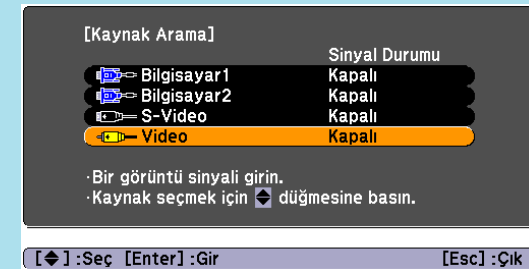 [Kaynak Arama]
Sinyal Durumu
Bilgisayar1 Kapalı
Bilgisayar2 Kapalı
S-Video Kapalı
Video Kapalı
·Bir görüntü sinyali girin.
·Kaynak seçmek için düğmesine basın.
[◆] :Seç [Enter] :Gir [Esc] :Çık